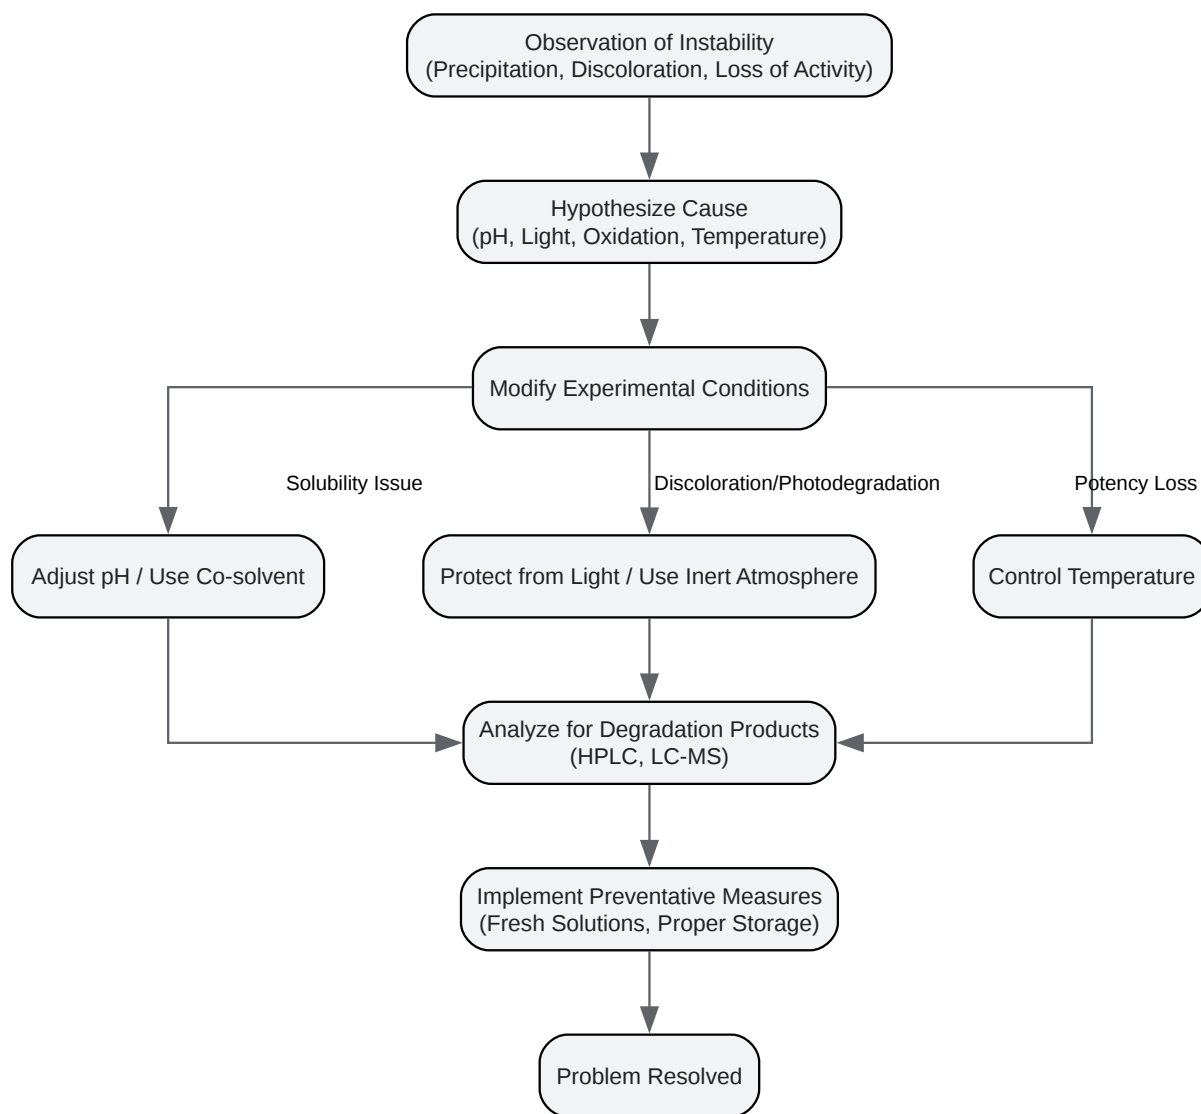 Observation of Instability
(Precipitation, Discoloration, Loss of Activity)
Hypothesize Cause
(pH, Light, Oxidation, Temperature)
Modify Experimental Conditions
Solubility Issue
Discoloration/Photodegradation
Potency Loss
Adjust pH / Use Co-solvent
Protect from Light / Use Inert Atmosphere
Control Temperature
Analyze for Degradation Products
(HPLC, LC-MS)
Implement Preventative Measures
(Fresh Solutions, Proper Storage)
Problem Resolved